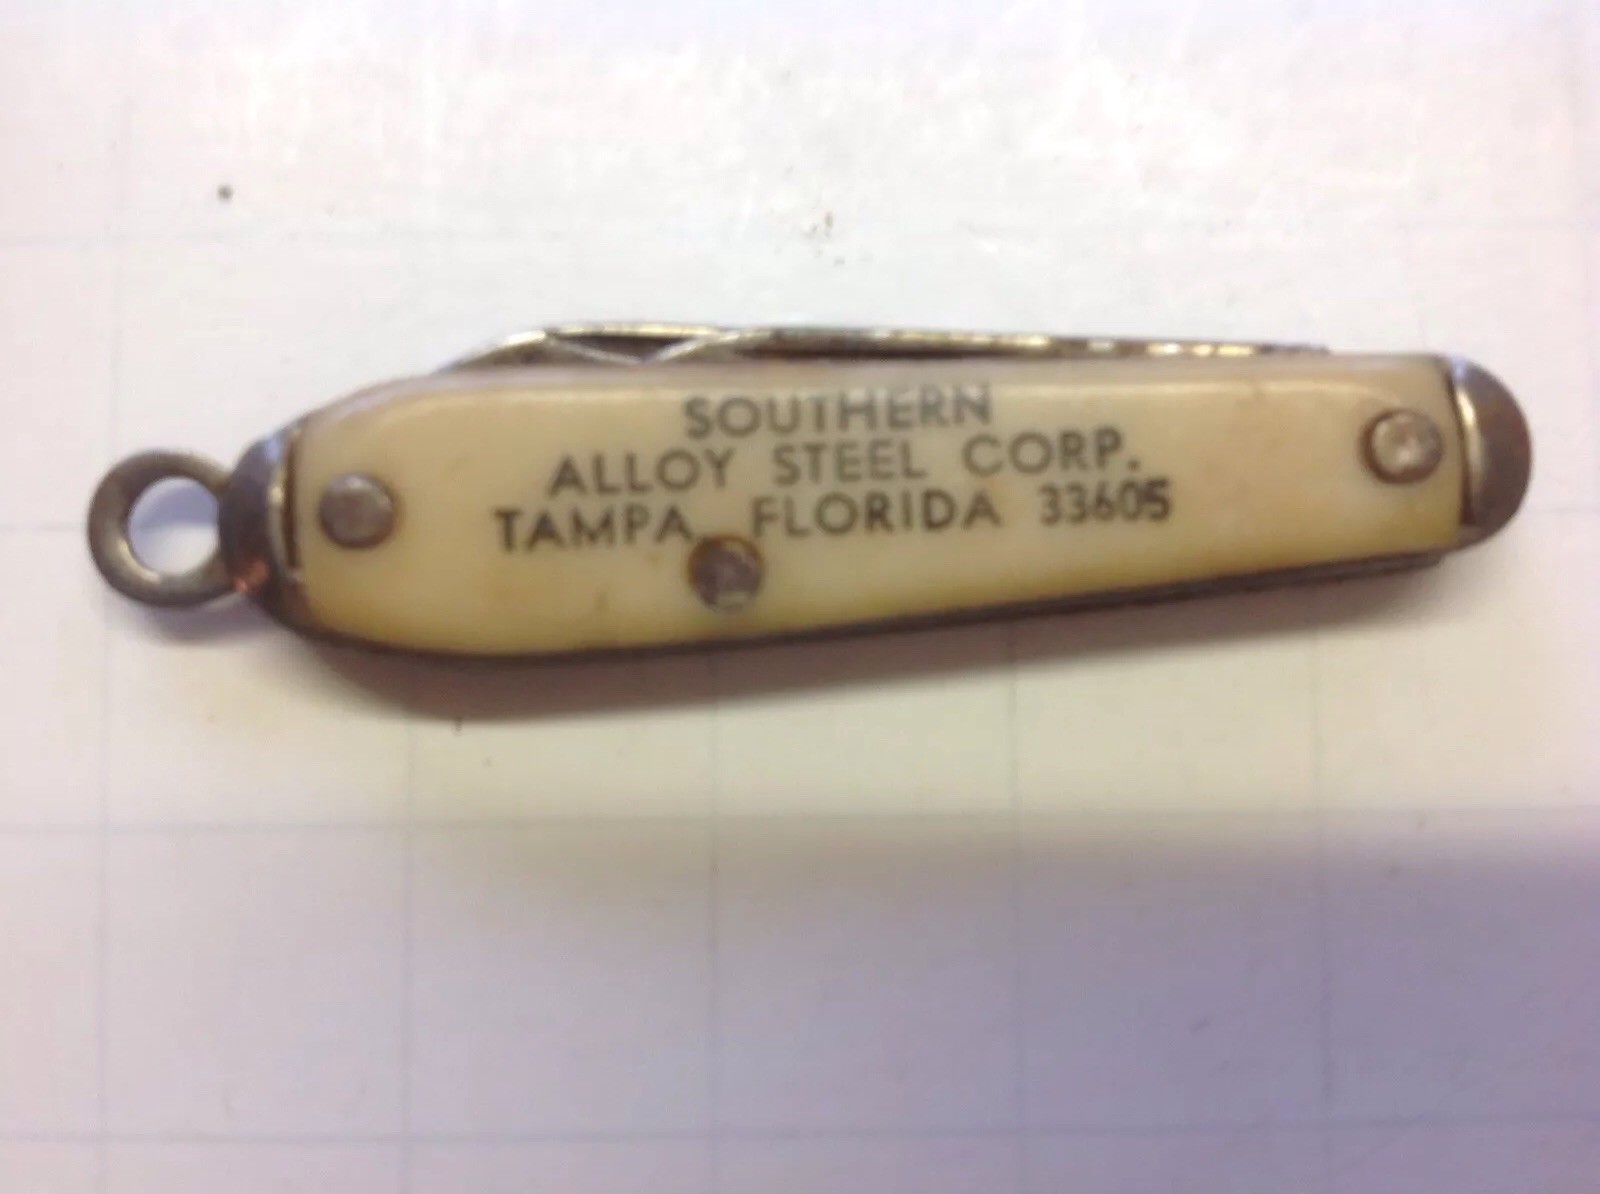 SOUTHERN
ALLOY STEEL CORP.
TAMPA, FLORIDA 33605